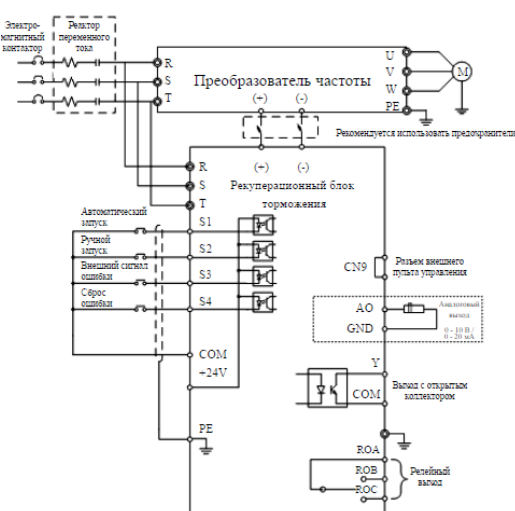 Электро-
магнитный
контактор
Реактор
переменного
тока
R
S
T
Преобразователь частоты
(+) (-)
U
V
W
PE
M
Рекомендуется использовать предохранители
R
S
T
(+) (-)
Рекуперационный блок
торможения
Автоматический
запуск
S1
Ручной
запуск
S2
Внешний сигнал
ошибки
S3
Сброс
ошибки
S4
COM
+24V
PE
CN9
Разъем внешнего
пульта управления
AO
GND
Аналоговый
выход
0 - 10 В /
0 - 20 мА
Y
COM
Выход с открытым
коллектором
ROA
ROB
ROC
Релейный
выход